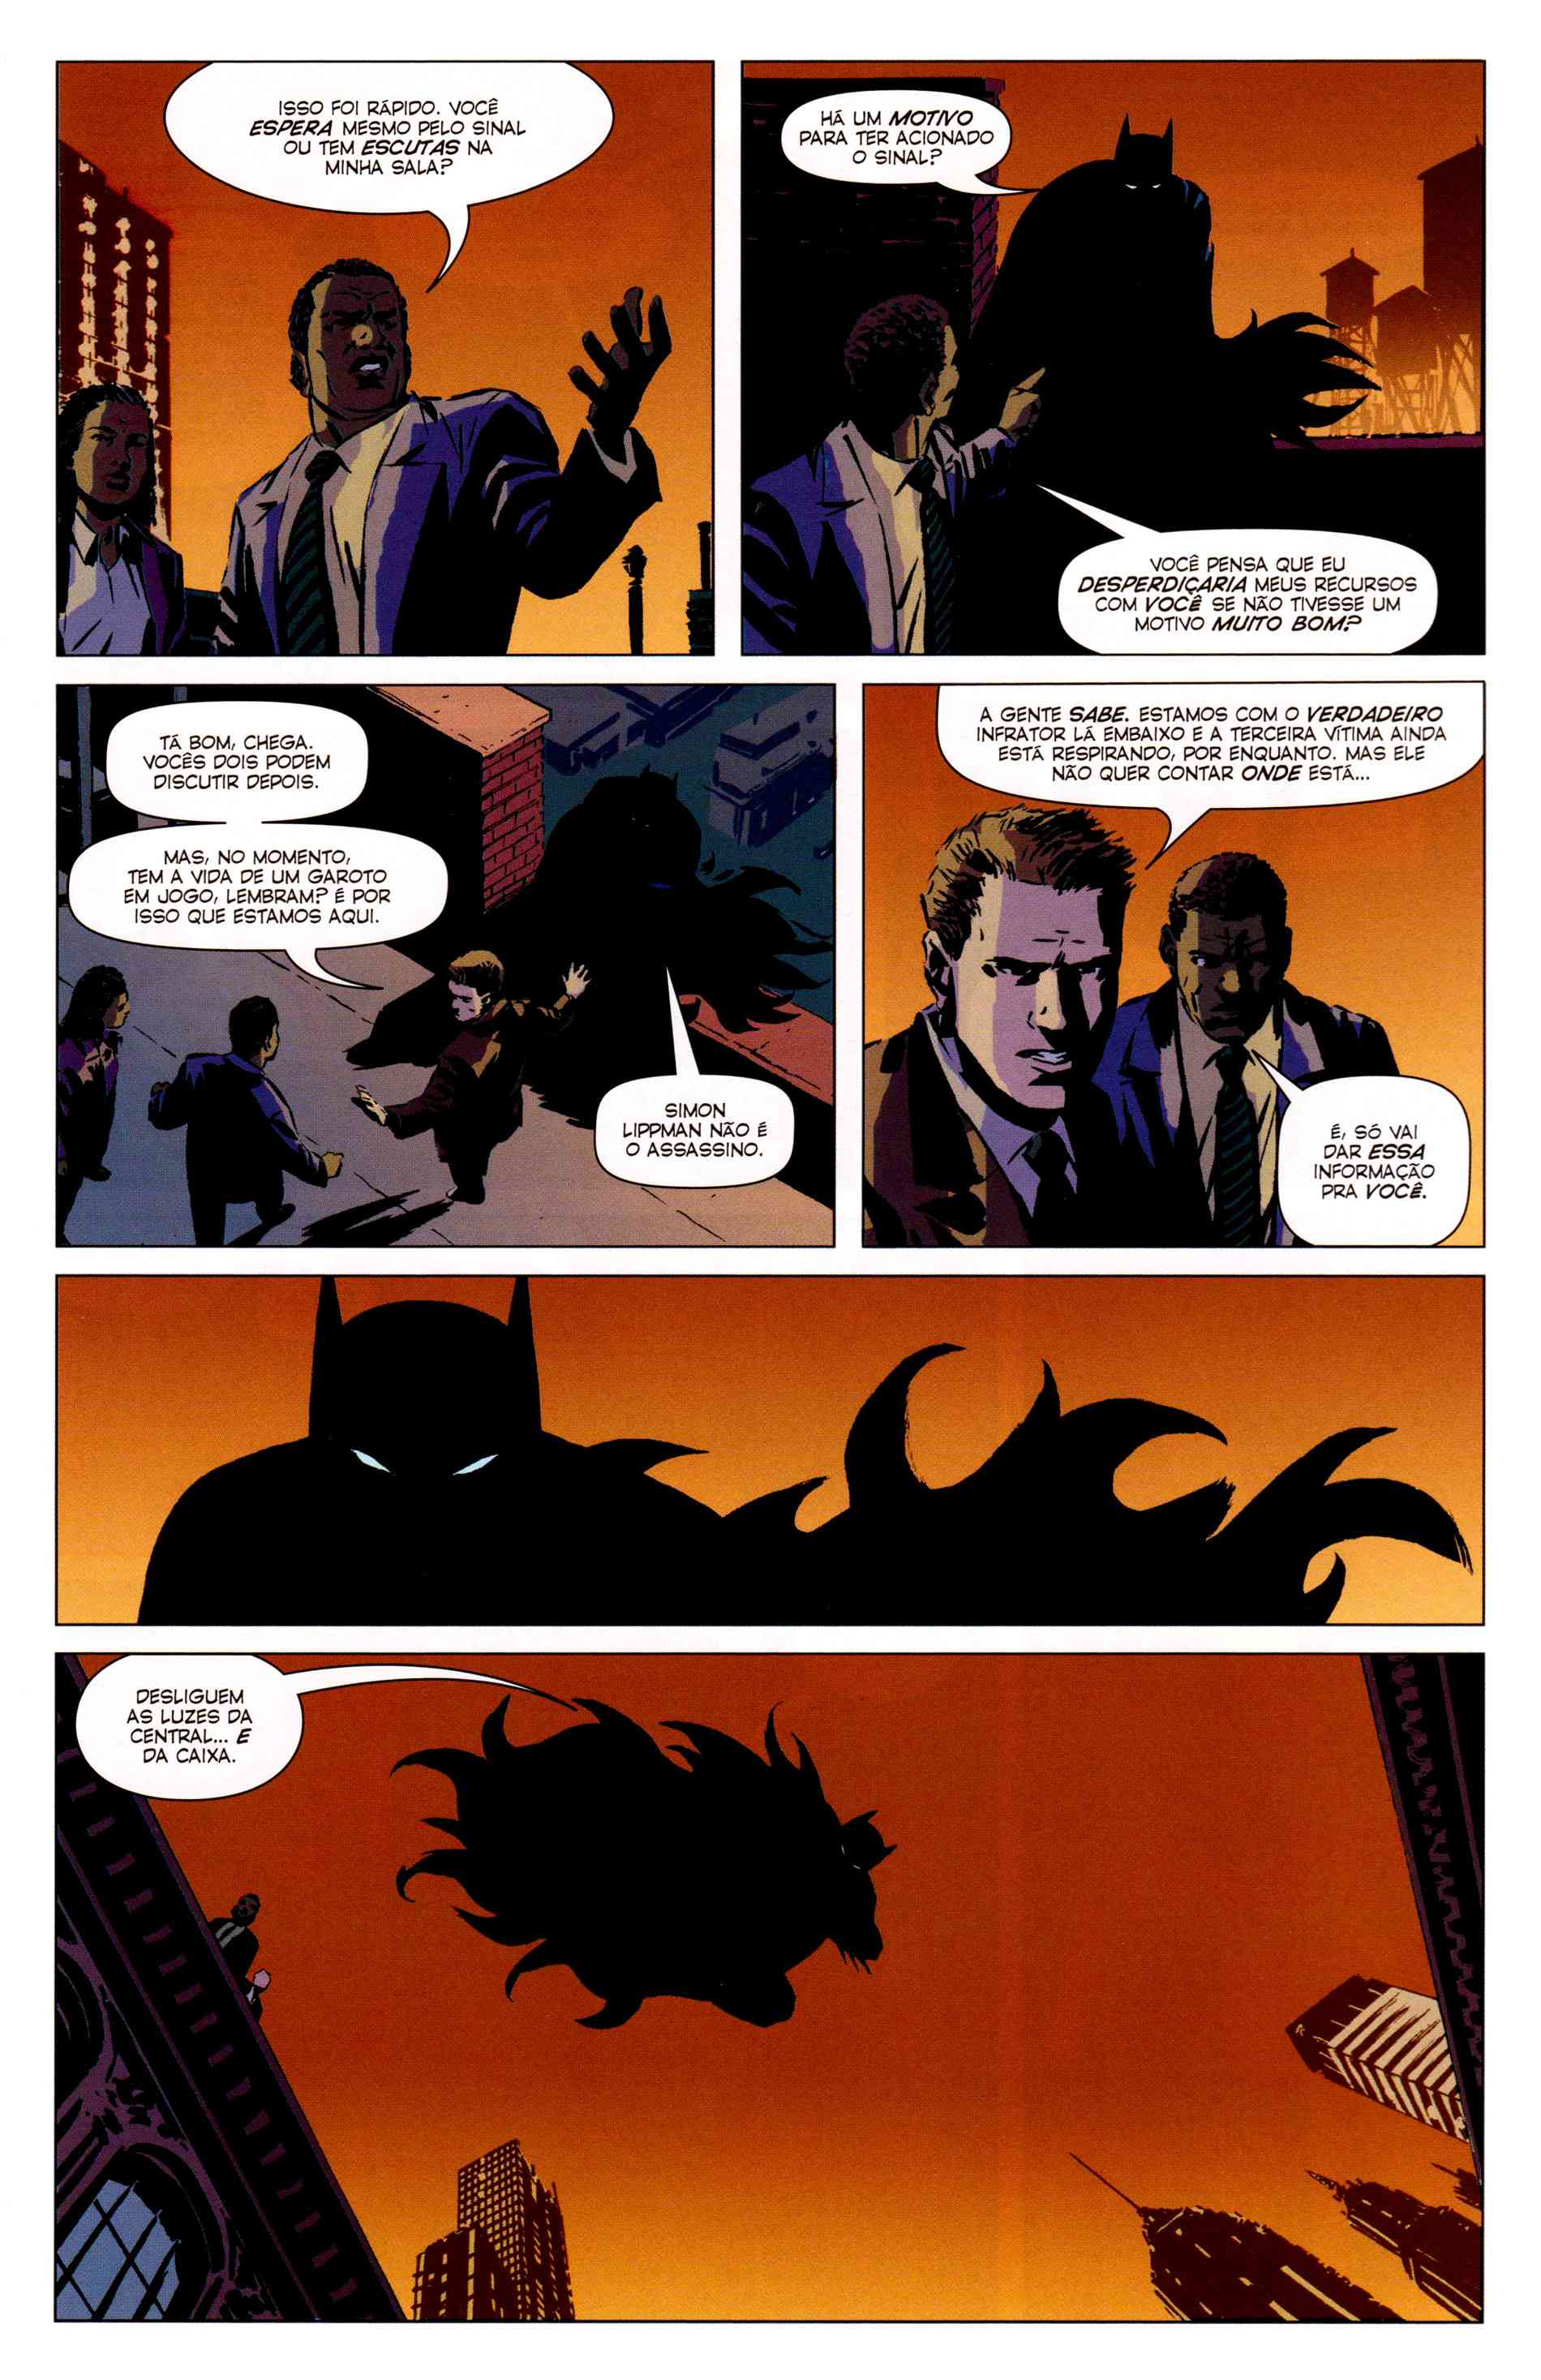 ISSO FOI RÁPIDO. VOCÊ
ESPERA MESMO PELO SINAL
OU TEM ESCUTAS NA
MINHA SALA?
HÁ UM MOTIVO
PARA TER ACIONADO
O SINAL?
VOCÊ PENSA QUE EU
DESPERDIÇARIA MEUS RECURSOS
COM VOCÊ SE NÃO TIVESSE UM
MOTIVO MUITO BOM?
TÁ BOM, CHEGA.
VOCÊS DOIS PODEM
DISCUTIR DEPOIS.
MAS, NO MOMENTO,
TEM A VIDA DE UM GAROTO
EM JOGO, LEMBRAM? É POR
ISSO QUE ESTAMOS AQUI.
SIMON
LIPPMAN NÃO É
O ASSASSINO.
A GENTE SABE. ESTAMOS COM O VERDADEIRO
INFRATOR LÁ EMBAIXO E A TERCEIRA VÍTIMA AINDA
ESTÁ RESPIRANDO, POR ENQUANTO. MAS ELE
NÃO QUER CONTAR ONDE ESTÁ...
É, SÓ VAI
DAR ESSA
INFORMAÇÃO
PRA VOCÊ.
DESLIGUEM
AS LUZES DA
CENTRAL... E
DA CAIXA.